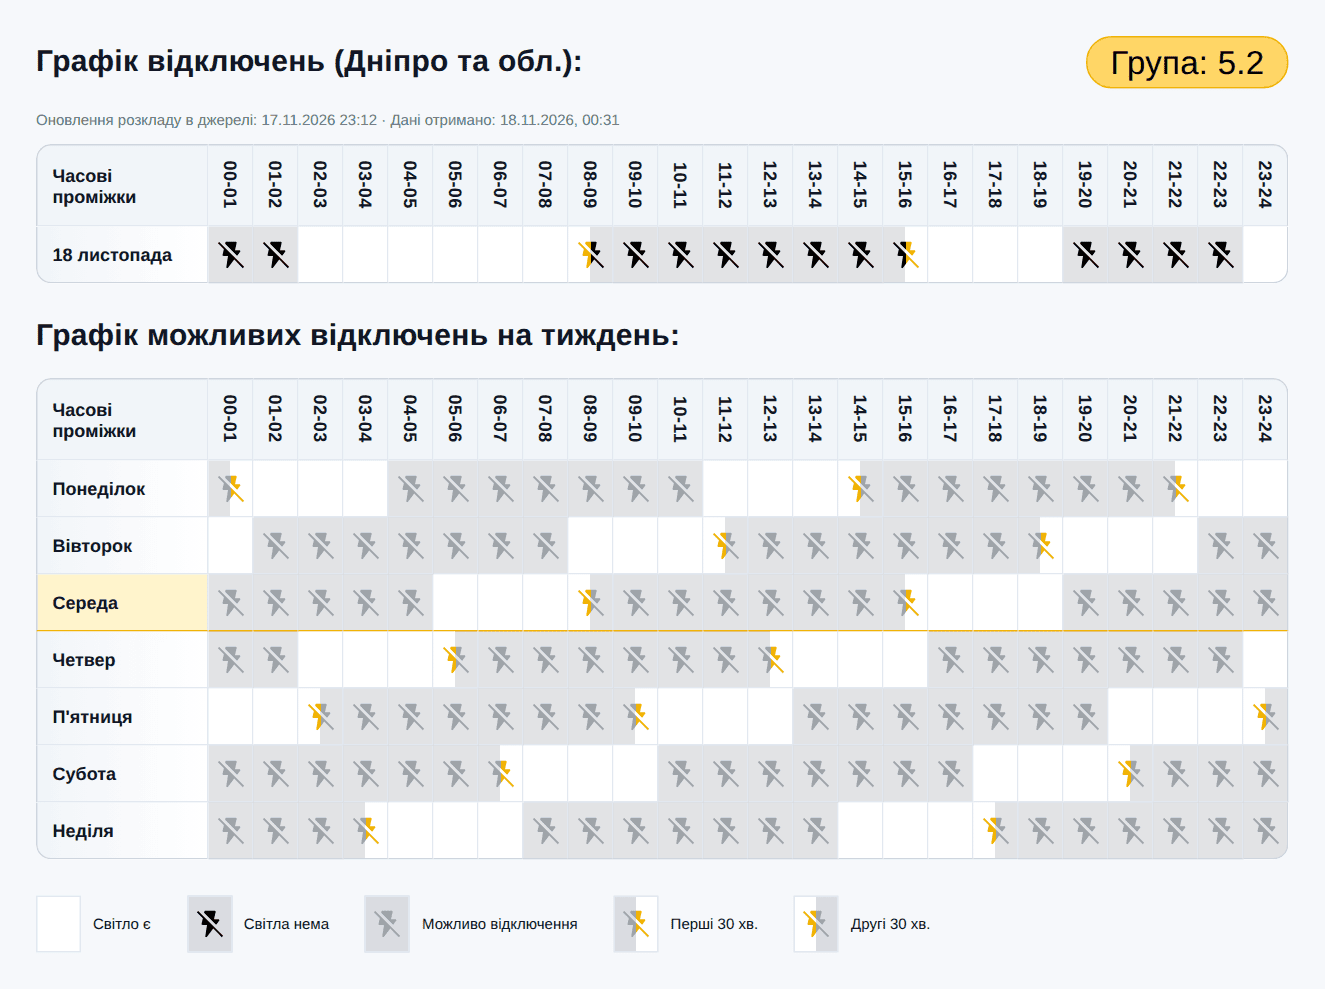 Графік відключень (Дніпро та обл.):
Група: 5.2
Оновлення розкладу в джерелі: 17.11.2026 23:12 · Дані отримано: 18.11.2026, 00:31
Часові проміжки 00-01 01-02 02-03 03-04 04-05 05-06 06-07 07-08 08-09 09-10 10-11 11-12 12-13 13-14 14-15 15-16 16-17 17-18 18-19 19-20 20-21 21-22 22-23 23-24
18 листопада
Графік можливих відключень на тиждень:
Часові проміжки 00-01 01-02 02-03 03-04 04-05 05-06 06-07 07-08 08-09 09-10 10-11 11-12 12-13 13-14 14-15 15-16 16-17 17-18 18-19 19-20 20-21 21-22 22-23 23-24
Понеділок
Вівторок
Середа
Четвер
П'ятниця
Субота
Неділя
Світло є
Світла нема
Можливо відключення
Перші 30 хв.
Другі 30 хв.